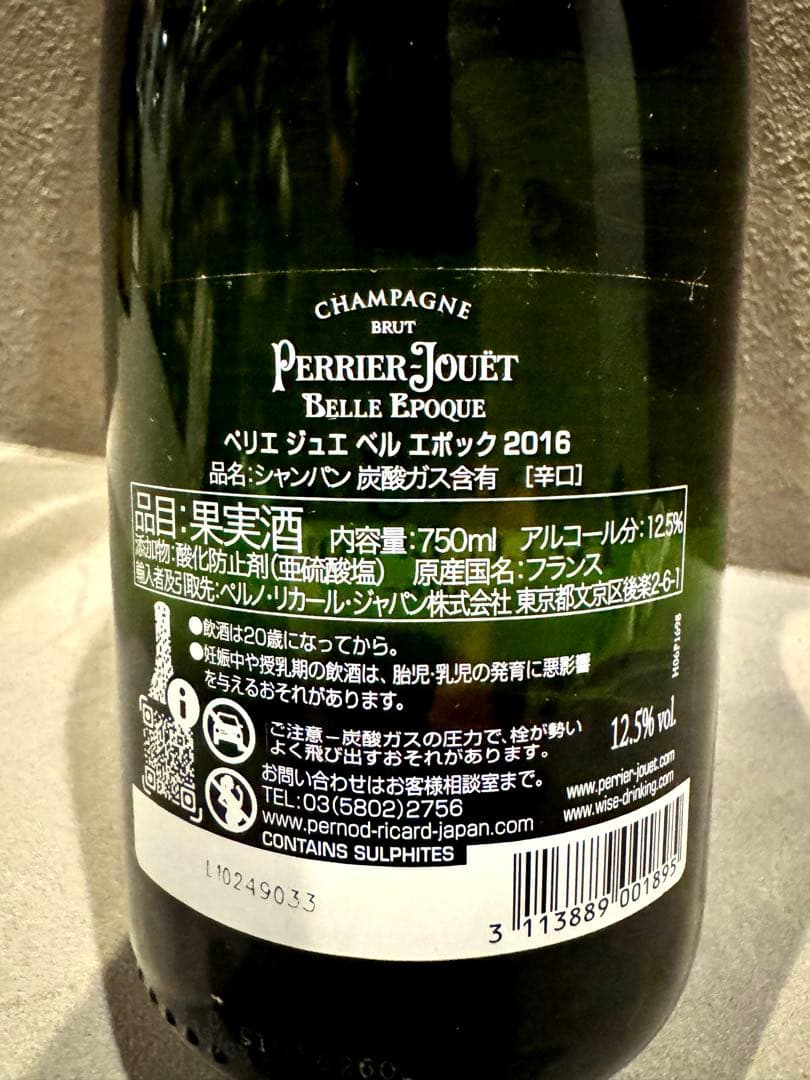 CHAMPAGNE
BRUT
PERRIER-JOUËT
BELLE EPOQUE
ペリエ ジュエ ベル エポック 2016
品名:シャンパン 炭酸ガス含有 [辛口]
品目:果実酒 内容量:750ml アルコール分:12.5%
添加物:酸化防止剤(亜硫酸塩) 原産国名:フランス
輸入者及引取先:ペルノ・リカール・ジャパン株式会社 東京都文京区後楽2-6-1
●飲酒は20歳になってから。
●妊娠中や授乳期の飲酒は、胎児・乳児の発育に悪影響
を与えるおそれがあります。
M06P1698
i
ご注意-炭酸ガスの圧力で、栓が勢い
よく飛び出すおそれがあります。
12.5% vol.
お問い合わせはお客様相談室まで。
TEL:03(5802)2756
www.pernod-ricard-japan.com
www.perrier-jouet.com
www.wise-drinking.com
CONTAINS SULPHITES
L10249033
3 113889 001895